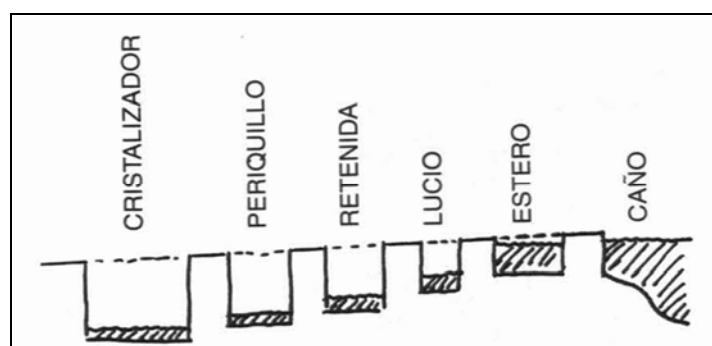 CRISTALIZADOR
PERIQUILLO
RETENIDA
LUCIO
ESTERO
CAÑO